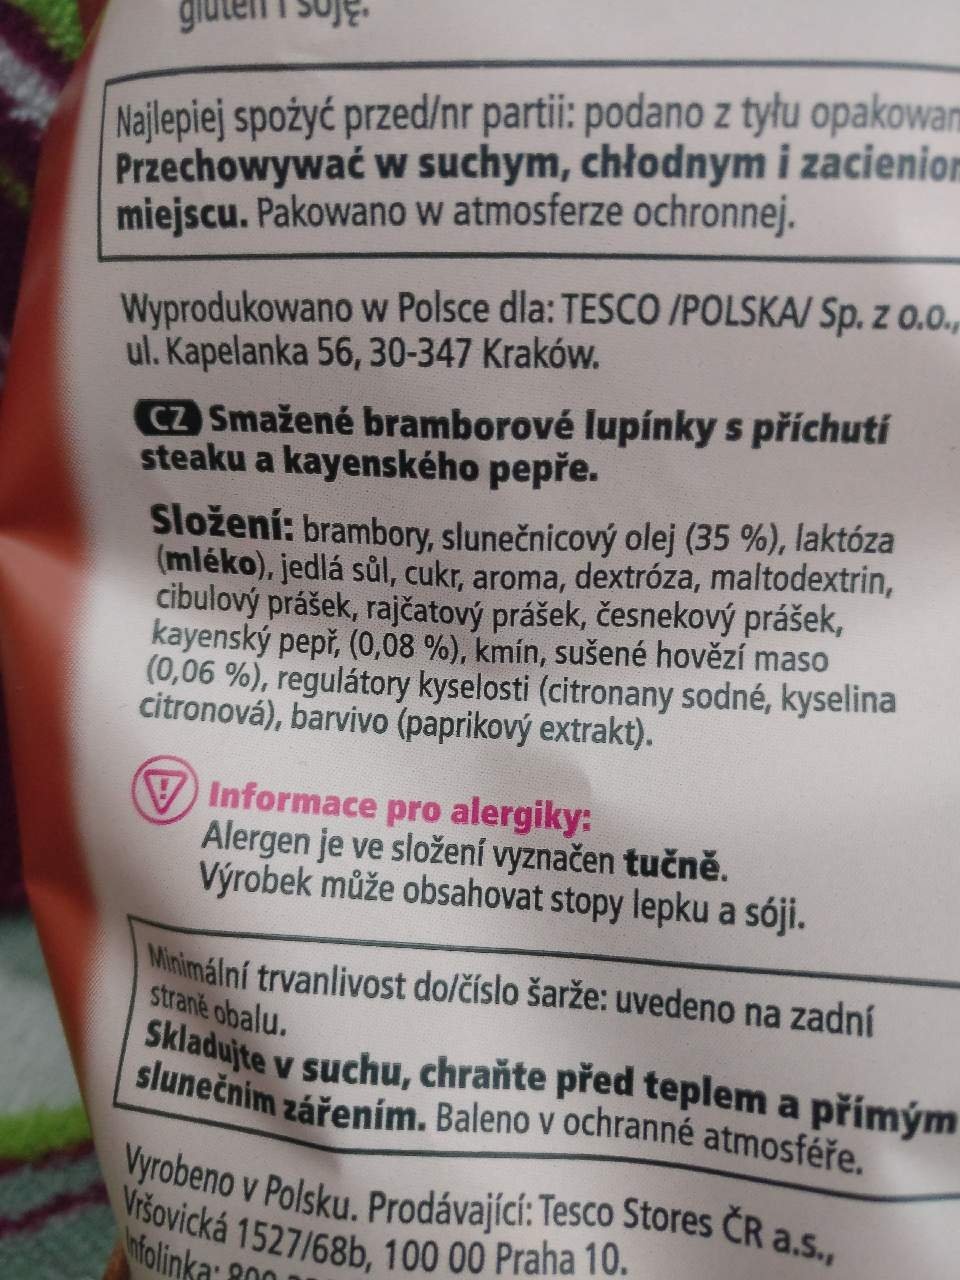 gluten i soję.
Najlepiej spożyć przed/nr partii: podano z tyłu
Przechowywać w suchym, chłodnym i
miejscu. Pakowano w atmosferze ochronnej.
Wyprodukowano w Polsce dla: TESCO /POLSKA/ Sp. z o.o.,
ul. Kapelanka 56, 30-347 Kraków.
CZ Smažené bramborové lupínky s příchutí
steaku a kayenského pepře.
Složení: brambory, slunečnicový olej (35 %), laktóza
(mléko), jedlá sůl, cukr, aroma, dextróza, maltodextrin,
cibulový prášek, rajčatový prášek, česnekový prášek,
kayenský pepř, (0,08 %), kmín, sušené hovězí maso
(0,06 %), regulátory kyselosti (citronany sodné, kyselina
citronová), barvivo (paprikový extrakt).
Informace pro alergiky:
Alergen je ve složení vyznačen tučně.
Výrobek může obsahovat stopy lepku a sóji.
Minimální trvanlivost do/číslo šarže: uvedeno na zadní
straně obalu.
Skladujte v suchu, chraňte před teplem a přímým
slunečním zářením. Baleno v ochranné atmosféře.
Vyrobeno v Polsku. Prodávající: Tesco Stores ČR a.s.,
Vršovická 1527/68b, 100 00 Praha 10.
Infolinka: 800